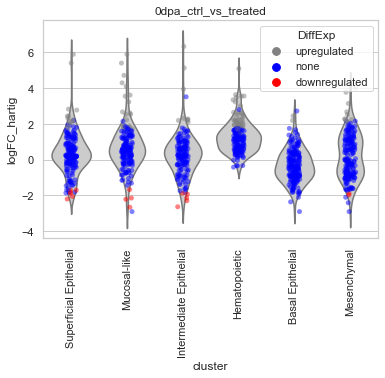 0dpa_ctrl_vs_treated
DiffExp
upregulated
none
downregulated
6
4
2
0
−2
−4
logFC_hartig
Superficial Epithelial
Mucosal-like
Intermediate Epithelial
Hematopoietic
Basal Epithelial
Mesenchymal
cluster